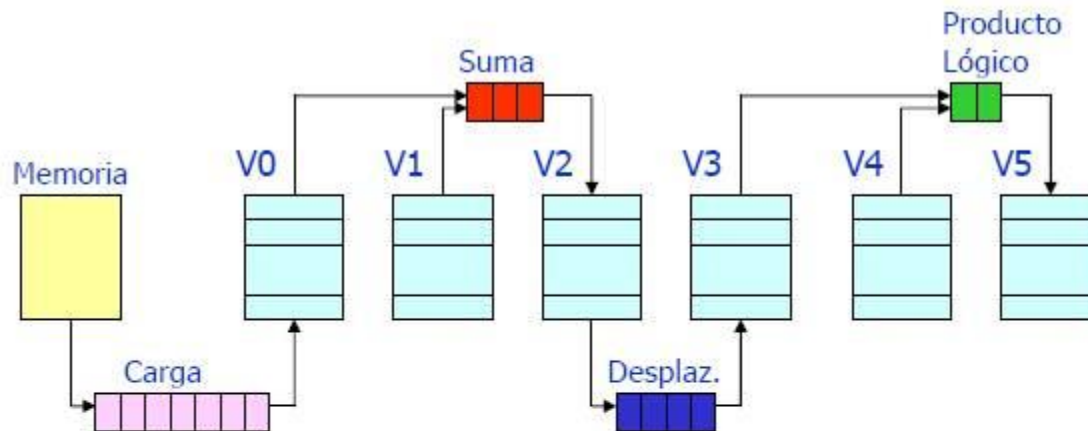 Producto
Lógico
Suma
V0
V1
V2
V3
V4
V5
Memoria
Carga
Desplaz.